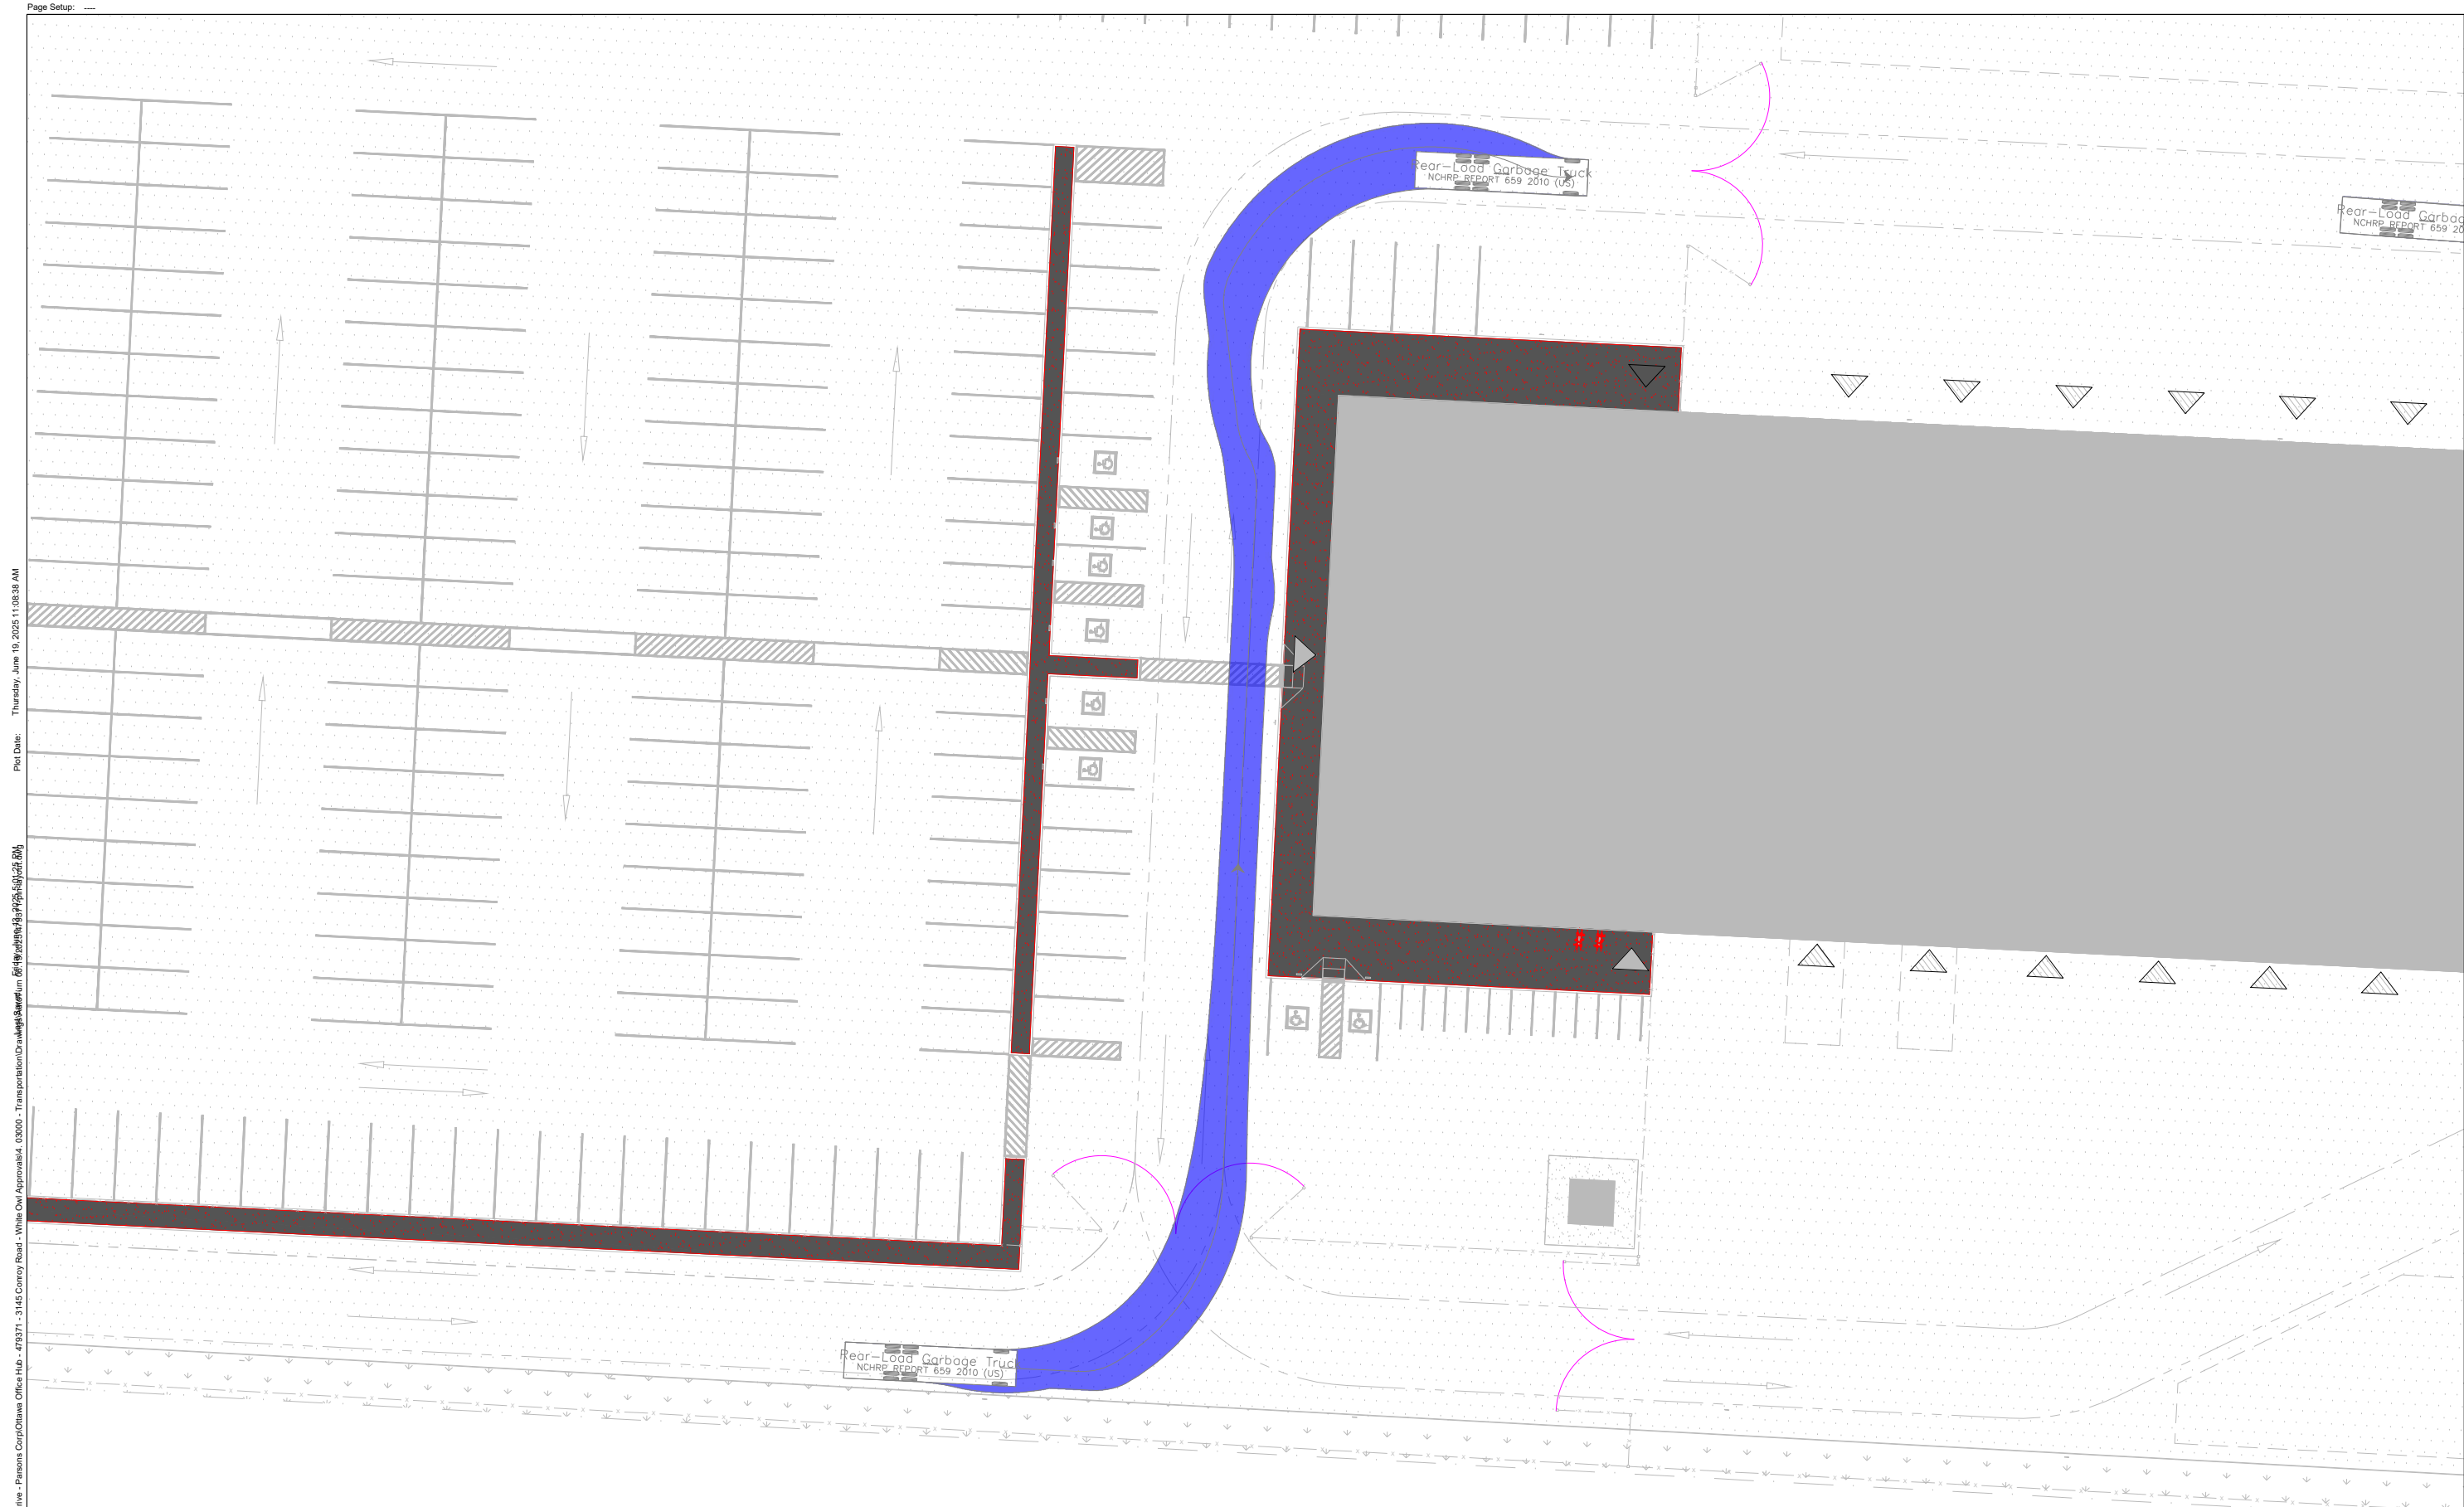 Page Setup: ----
Rear-Load Garbage Truck
NCHRP REPORT 659 2010 (US)
Rear-Load Garbag
NCHRP REPORT 659 20
Rear-Load Garbage Truc
NCHRP REPORT 659 2010 (US)
Plot Date: Thursday, June 19, 2025 11:08:38 AM
rive - Parsons Corp\Ottawa Office Hub - 479371 - 3145 Conroy Road - White Owl Approvals\4. 03000 - Transportation\Drawings\